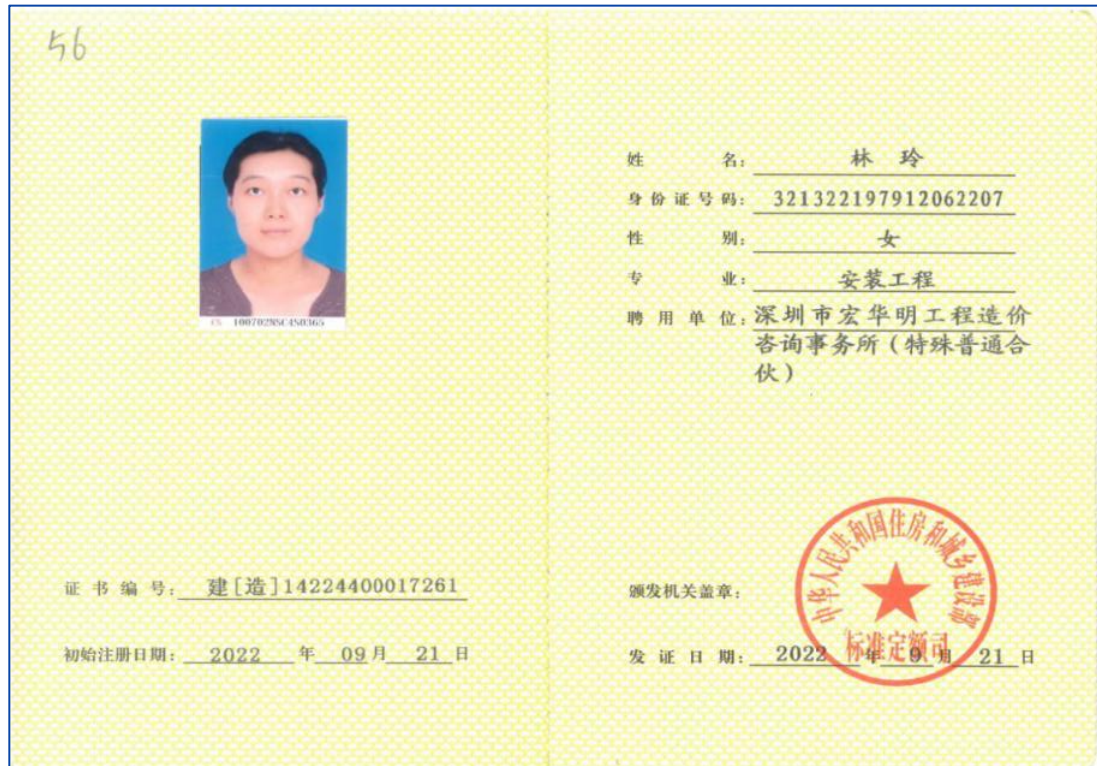 56
CN 100702NSC4S0365
证书编号：建[造]14224400017261
初始注册日期：2022 年 09 月 21 日
姓名：林 玲
身份证号码：321322197912062207
性别：女
专业：安装工程
聘用单位：深圳市宏华明工程造价
咨询事务所（特殊普通合
伙）
颁发机关盖章：
中华人民共和国住房和城乡建设部
标准定额司
发证日期：2022 年 9 月 21 日